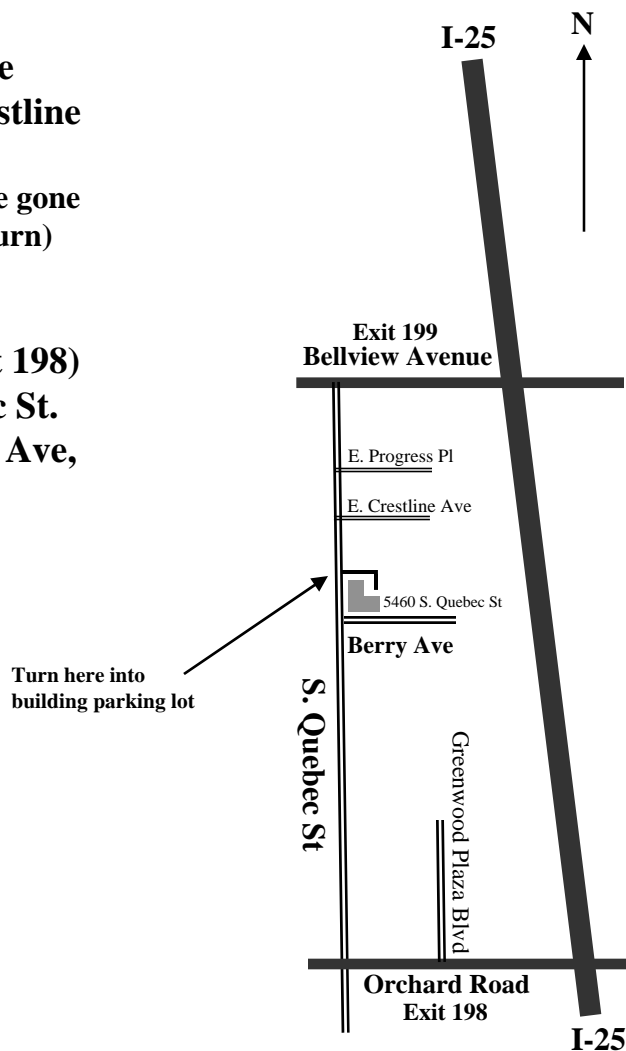 e
stline
e gone
urn)
t 198)
c St.
Ave,
I-25
N
Exit 199
Bellview Avenue
E. Progress Pl
E. Crestline Ave
5460 S. Quebec St
Berry Ave
Turn here into
building parking lot
S. Quebec St
Greenwood Plaza Blvd
Orchard Road
Exit 198
I-25